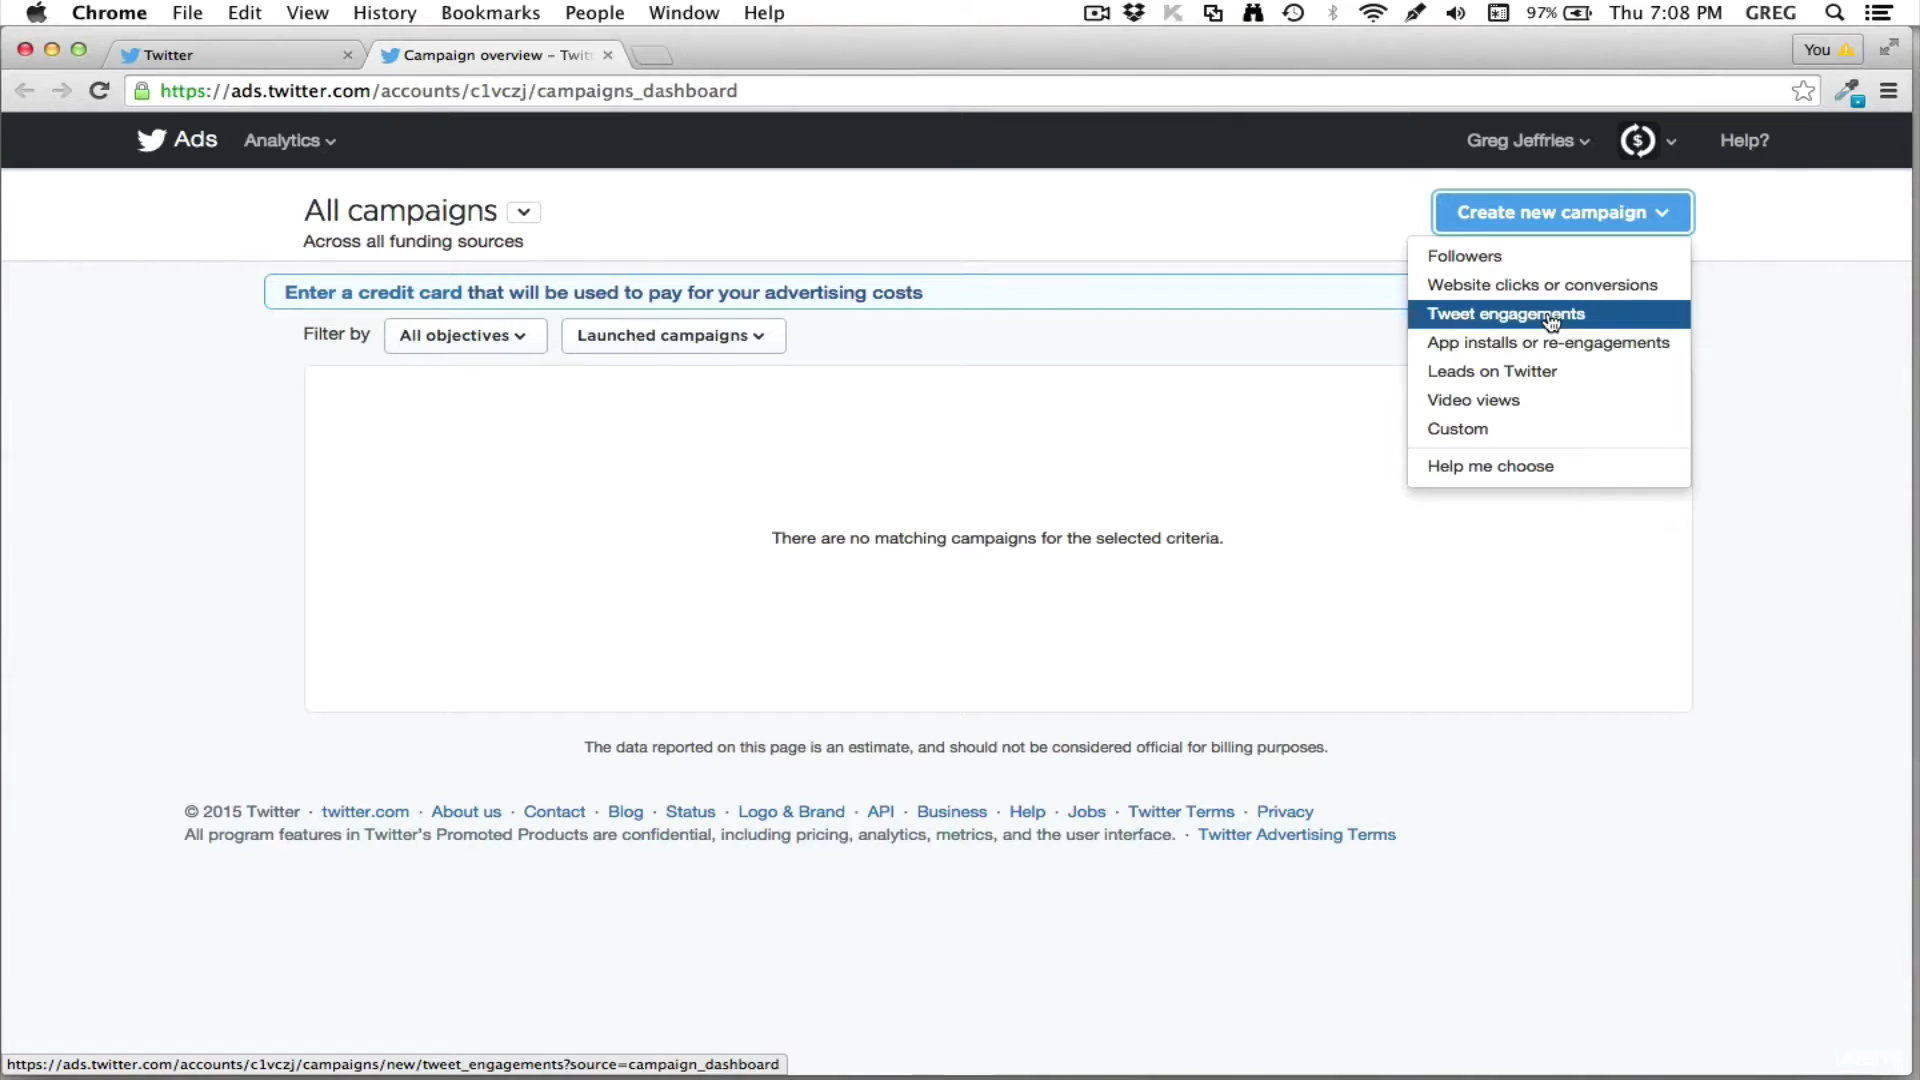 Chrome File Edit View History Bookmarks People Window Help 97% Thu 7:08 PM GREG
Twitter Campaign overview – Twit You
https://ads.twitter.com/accounts/c1vczj/campaigns_dashboard
Ads Analytics Greg Jeffries Help?
All campaigns
Create new campaign
Across all funding sources
Followers
Enter a credit card that will be used to pay for your advertising costs
Website clicks or conversions
Tweet engagements
Filter by All objectives Launched campaigns
App installs or re-engagements
Leads on Twitter
Video views
Custom
Help me choose
There are no matching campaigns for the selected criteria.
The data reported on this page is an estimate, and should not be considered official for billing purposes.
© 2015 Twitter · twitter.com · About us · Contact · Blog · Status · Logo & Brand · API · Business · Help · Jobs · Twitter Terms · Privacy
All program features in Twitter's Promoted Products are confidential, including pricing, analytics, metrics, and the user interface. · Twitter Advertising Terms
https://ads.twitter.com/accounts/c1vczj/campaigns/new/tweet_engagements?source=campaign_dashboard